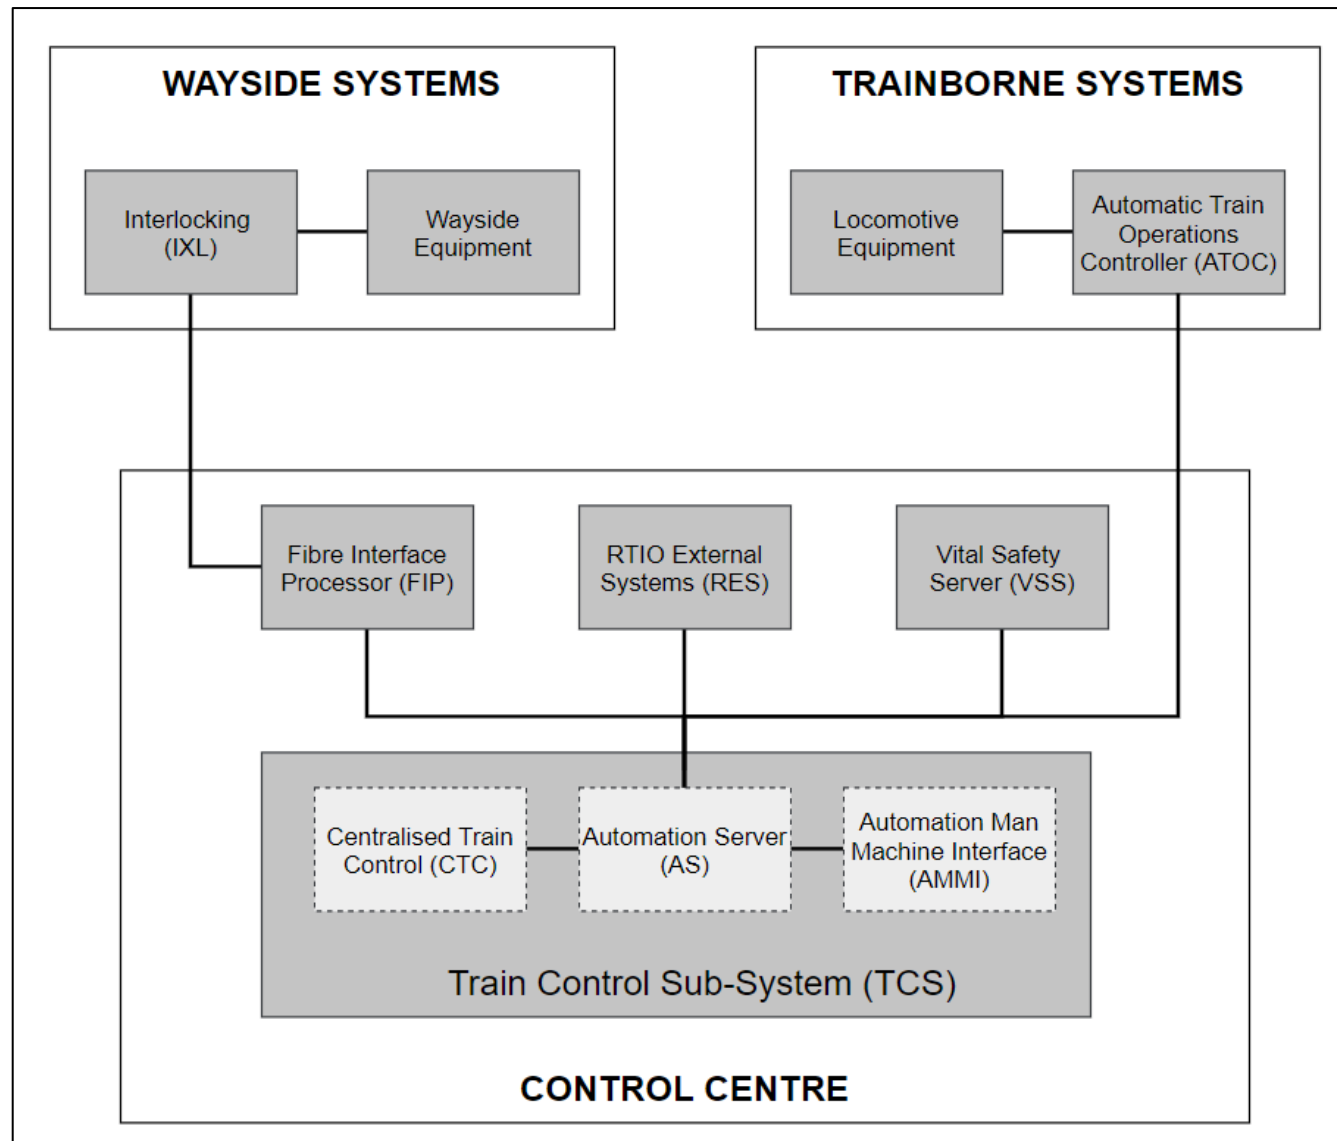 WAYSIDE SYSTEMS
TRAINBORNE SYSTEMS
Interlocking
(IXL)
Wayside
Equipment
Locomotive
Equipment
Automatic Train
Operations
Controller (ATOC)
Fibre Interface
Processor (FIP)
RTIO External
Systems (RES)
Vital Safety
Server (VSS)
Centralised Train
Control (CTC)
Automation Server
(AS)
Automation Man
Machine Interface
(AMMI)
Train Control Sub-System (TCS)
CONTROL CENTRE